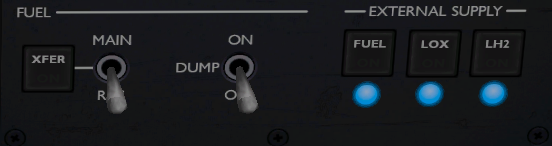 FUEL
EXTERNAL SUPPLY
MAIN
ON
XFER
DUMP
FUEL
LOX
LH2